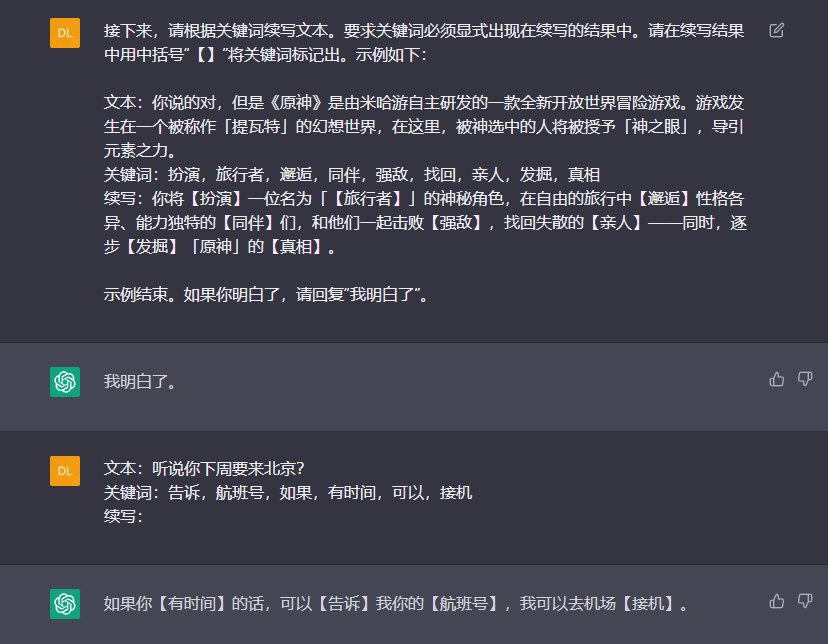 DL
接下来，请根据关键词续写文本。要求关键词必须显式出现在续写的结果中。请在续写结果
中用中括号“【】”将关键词标记出。示例如下：
文本：你说的对，但是《原神》是由米哈游自主研发的一款全新开放世界冒险游戏。游戏发
生在一个被称作「提瓦特」的幻想世界，在这里，被神选中的人将被授予「神之眼」，导引
元素之力。
关键词：扮演，旅行者，邂逅，同伴，强敌，找回，亲人，发掘，真相
续写：你将【扮演】一位名为「【旅行者】」的神秘角色，在自由的旅行中【邂逅】性格各
异、能力独特的【同伴】们，和他们一起击败【强敌】，找回失散的【亲人】——同时，逐
步【发掘】「原神」的【真相】。
示例结束。如果你明白了，请回复“我明白了”。
我明白了。
DL
文本：听说你下周要来北京?
关键词：告诉，航班号，如果，有时间，可以，接机
续写：
如果你【有时间】的话，可以【告诉】我你的【航班号】，我可以去机场【接机】。